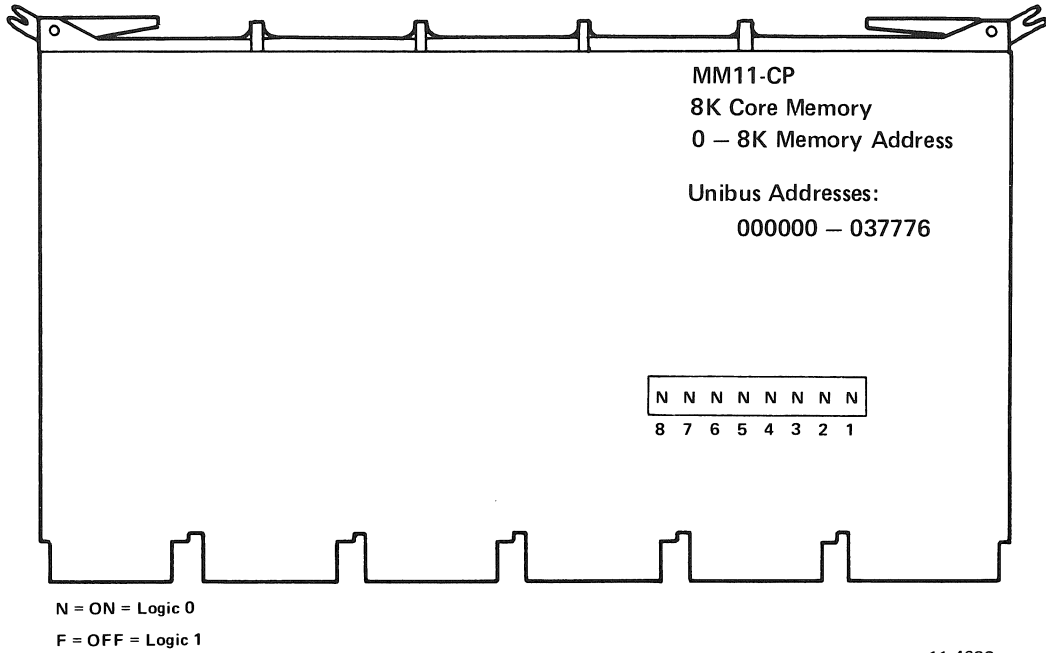 MM11-CP
8K Core Memory
0 – 8K Memory Address
Unibus Addresses:
000000 – 037776
N N N N N N N N
8 7 6 5 4 3 2 1
N = ON = Logic 0
F = OFF = Logic 1